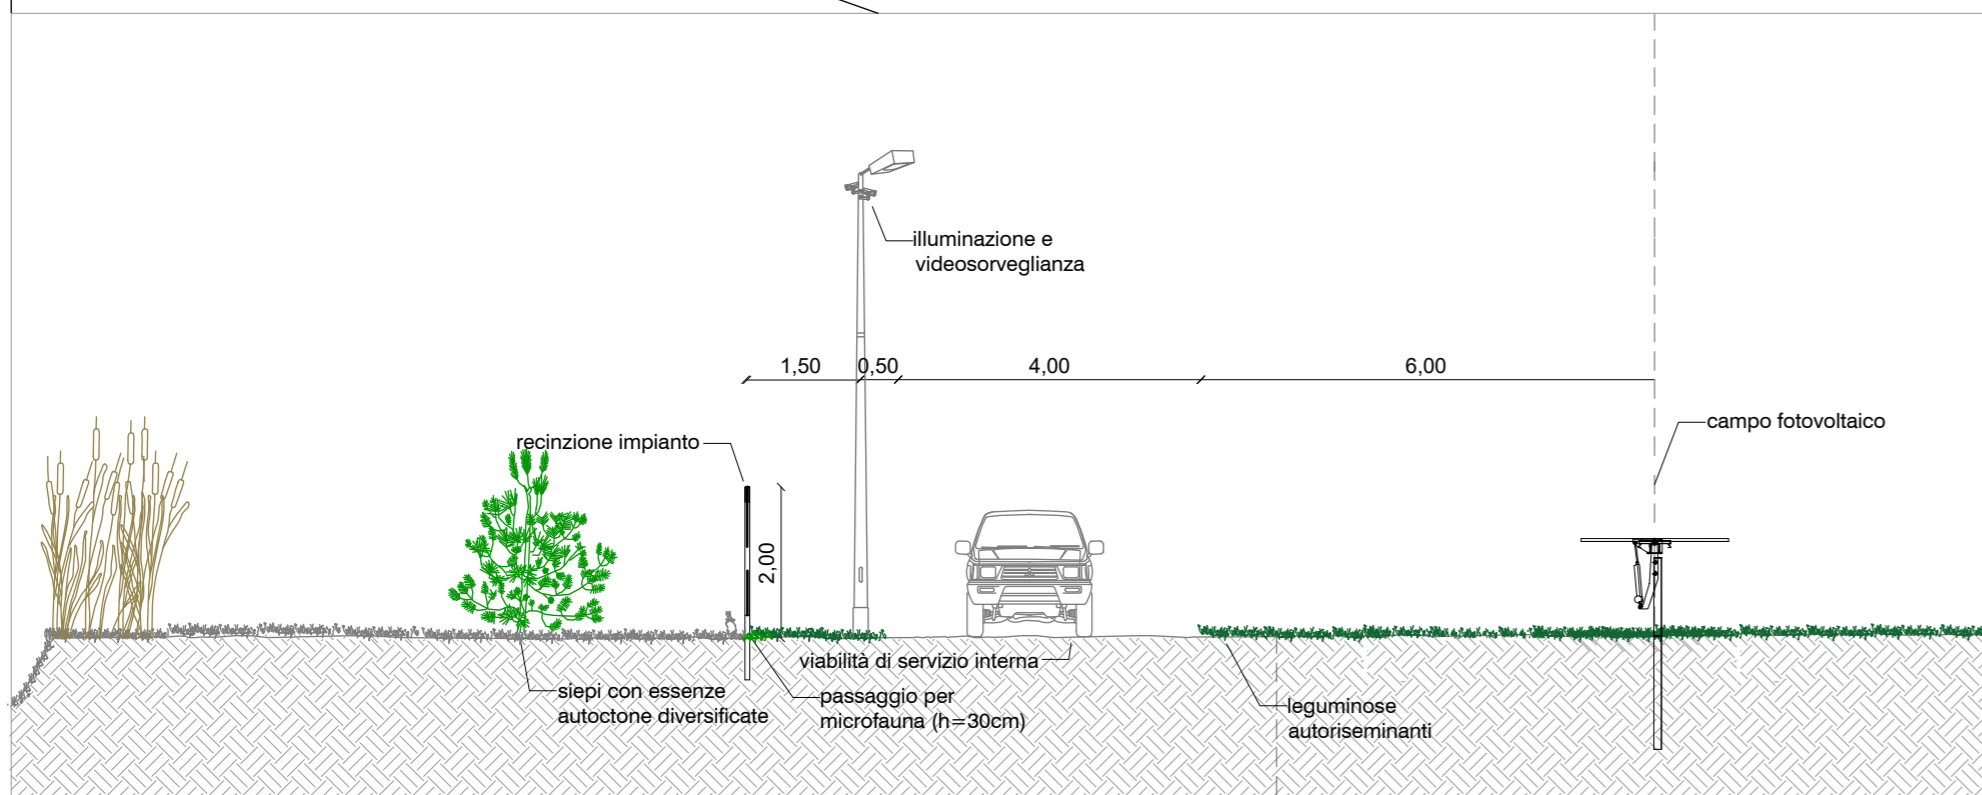 illuminazione e
videosorveglianza
1,50
0,50
4,00
6,00
campo fotovoltaico
recinzione impianto
2,00
viabilità di servizio interna
siepi con essenze
autoctone diversificate
passaggio per
microfauna (h=30cm)
leguminose
autoriseminanti